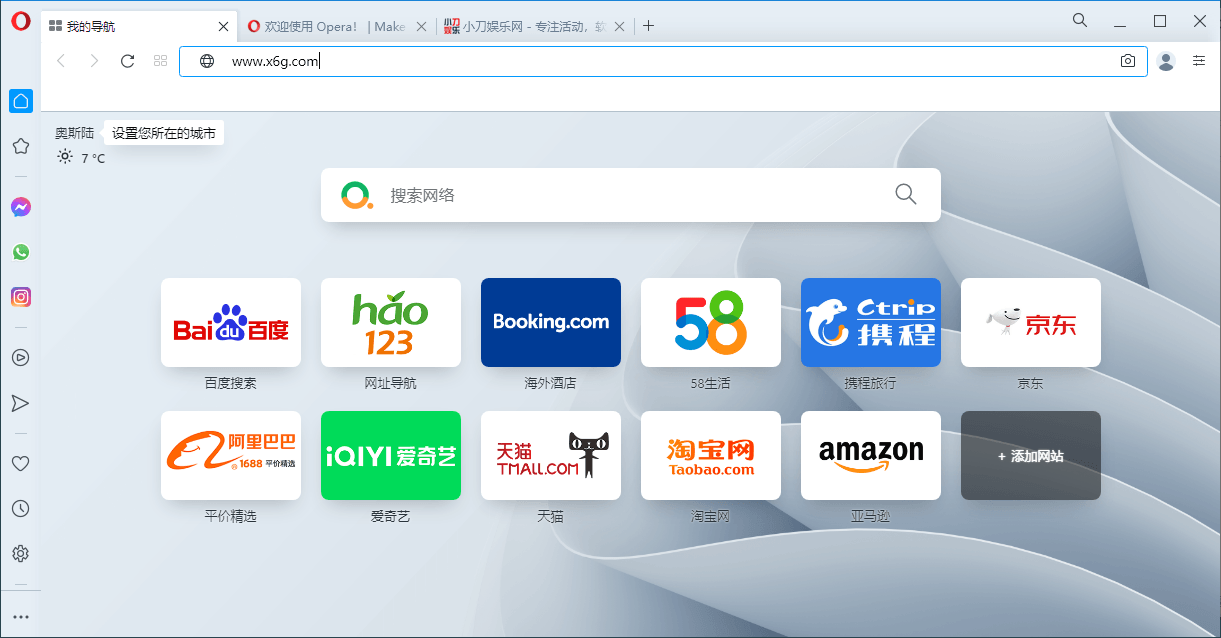 我的导航
欢迎使用 Opera! | Make
小刀娱乐网 - 专注活动，软
小刀
娱乐
www.x6g.com
奥斯陆
设置您所在的城市
7 °C
搜索网络
Bai du 百度
hao
123
Booking.com
58
Ctrip
携程
京东
百度搜索
网址导航
海外酒店
58生活
携程旅行
京东
阿里巴巴
1688 平价精选
iQIYI 爱奇艺
天猫
TMALL.COM
淘宝网
Taobao.com
amazon
+ 添加网站
平价精选
爱奇艺
天猫
淘宝网
亚马逊